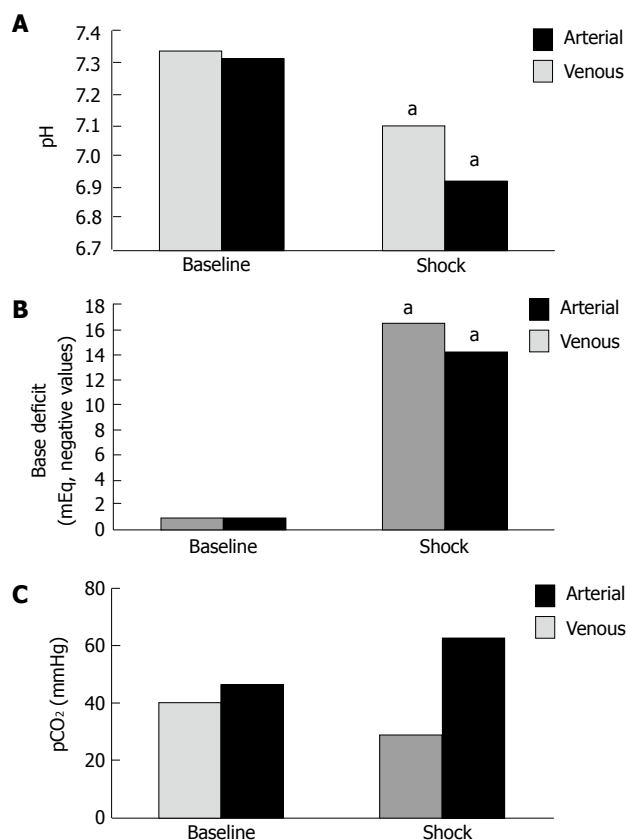 A
7.4
7.3
7.2
7.1
7.0
6.9
6.8
6.7
pH
a
a
Baseline
Shock
Arterial
Venous
B
18
16
14
12
10
8
6
4
2
0
Base deficit
(mEq, negative values)
a
a
Baseline
Shock
Arterial
Venous
C
80
60
40
20
0
pCO₂ (mmHg)
Baseline
Shock
Arterial
Venous